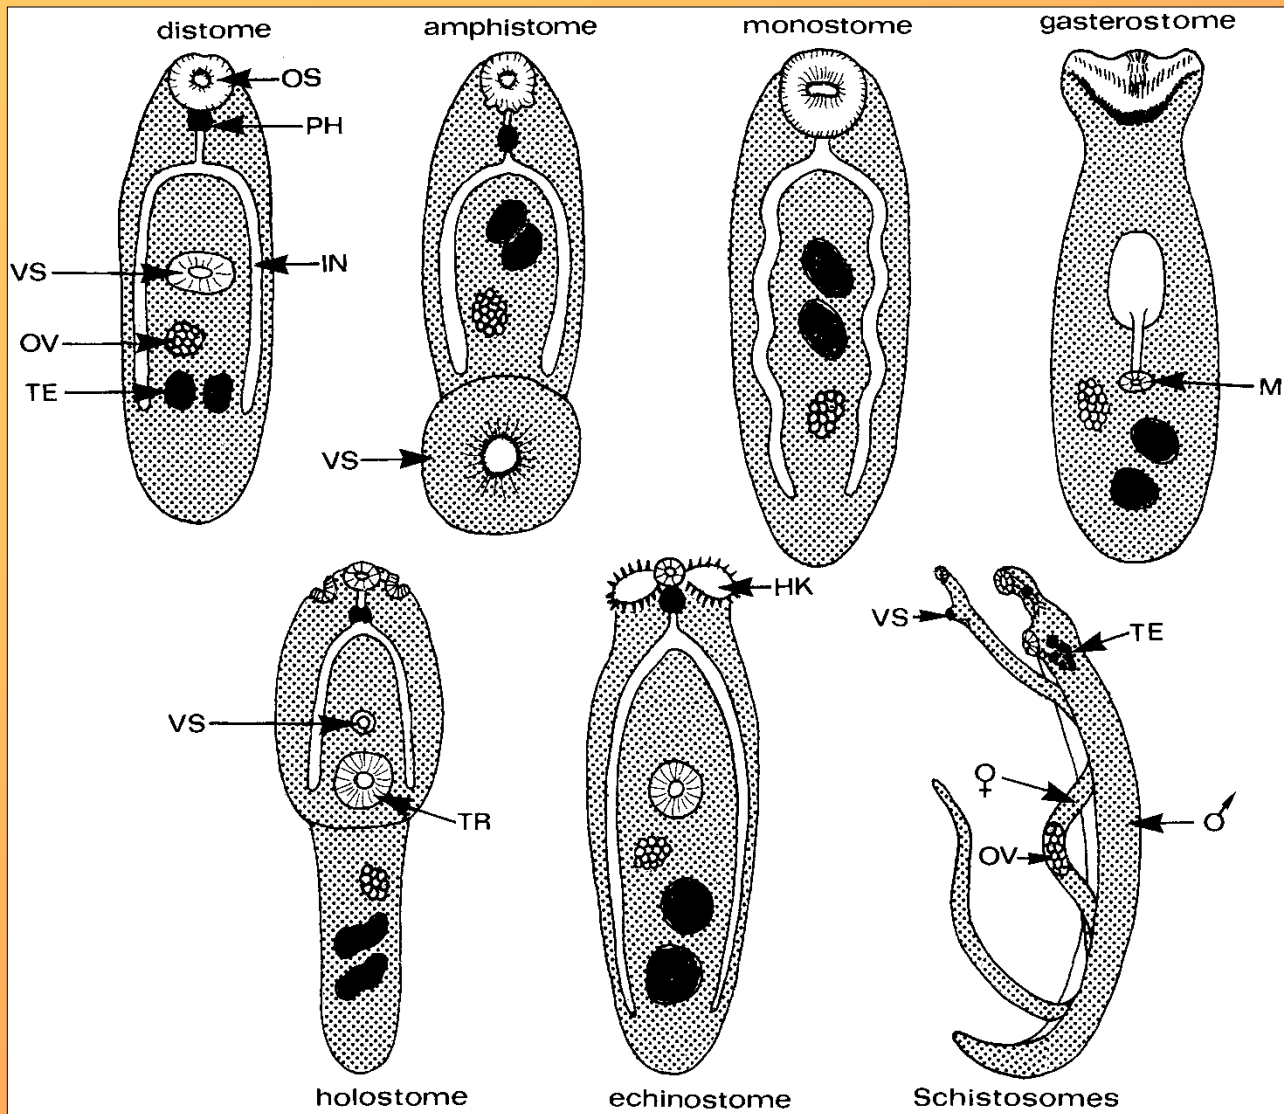 distome amphistome monostome gasterostome
OS
PH
VS IN
OV
TE M
VS
HK
VS TE
VS
♀
TR OV ♂
holostome echinostome Schistosomes